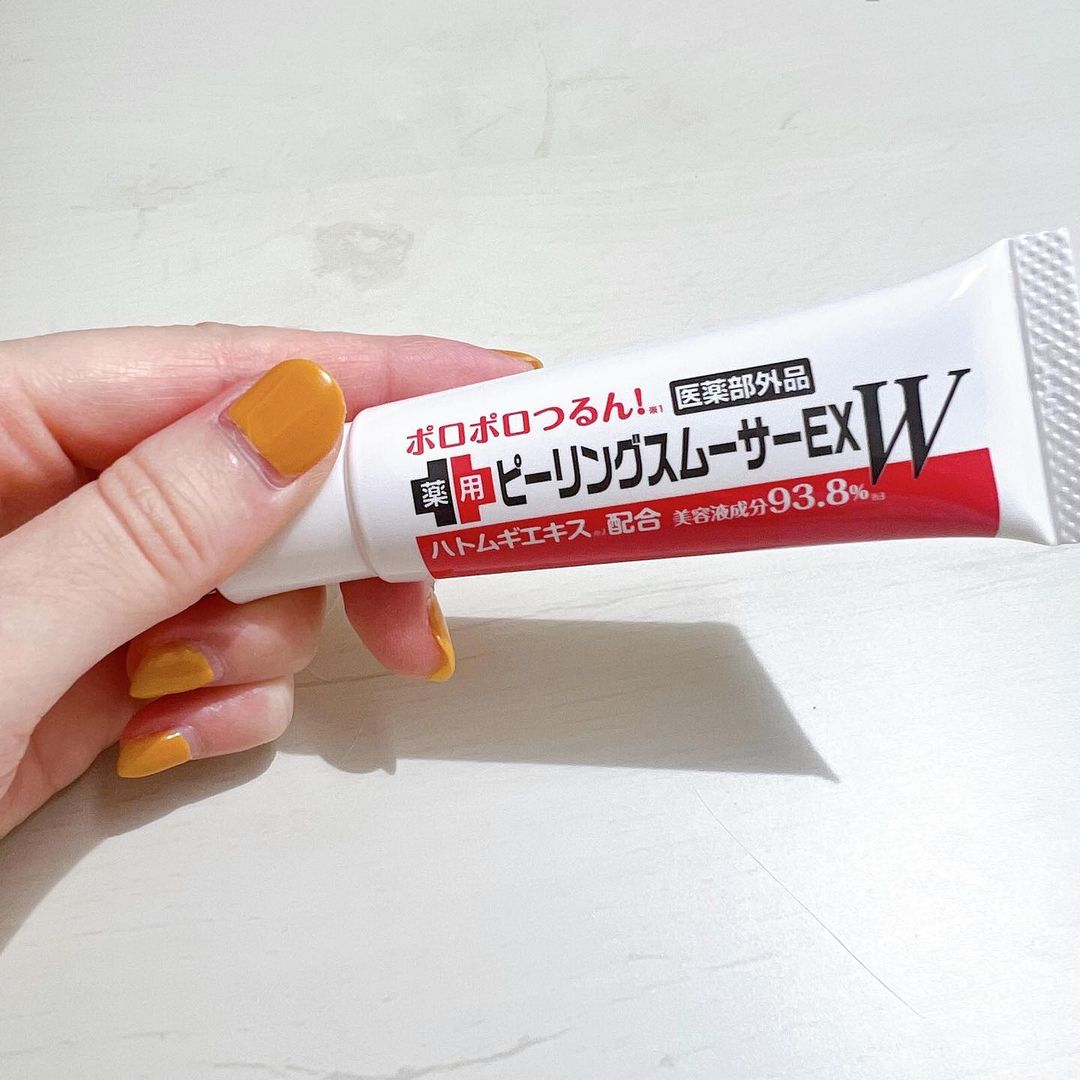 ポロポロつるん!※1 医薬部外品
薬用 ピーリングスムーサーEX W
ハトムギエキス 配合 美容液成分93.8%※3